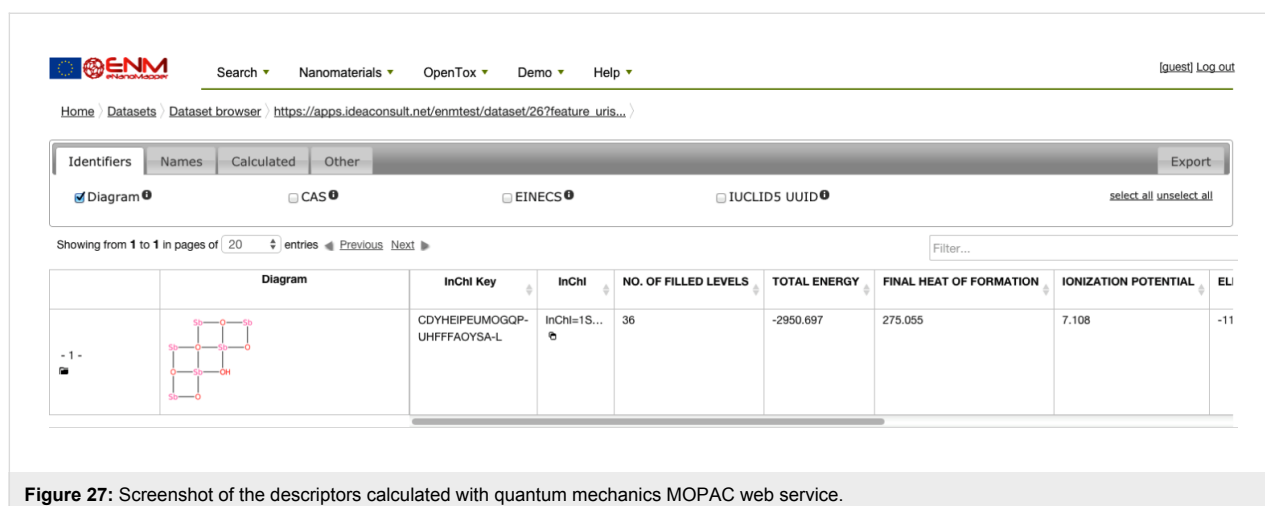 ENM
eNanoMapper
Search ▼ Nanomaterials ▼ OpenTox ▼ Demo ▼ Help ▼
[guest] Log out
Home 〉 Datasets 〉 Dataset browser 〉 https://apps.ideaconsult.net/enmtest/dataset/26?feature_uris... 〉
Identifiers Names Calculated Other Export
Diagram CAS EINECS IUCLID5 UUID select all unselect all
Showing from 1 to 1 in pages of 20 entries Previous Next Filter...
Diagram InChI Key InChI NO. OF FILLED LEVELS TOTAL ENERGY FINAL HEAT OF FORMATION IONIZATION POTENTIAL EL
- 1 -
Sb O Sb
Sb O Sb O
O Sb OH
Sb O
CDYHEIPEUMOGQP-
UHFFFAOYSA-L
InChI=1S... 36 -2950.697 275.055 7.108 -11
Figure 27: Screenshot of the descriptors calculated with quantum mechanics MOPAC web service.